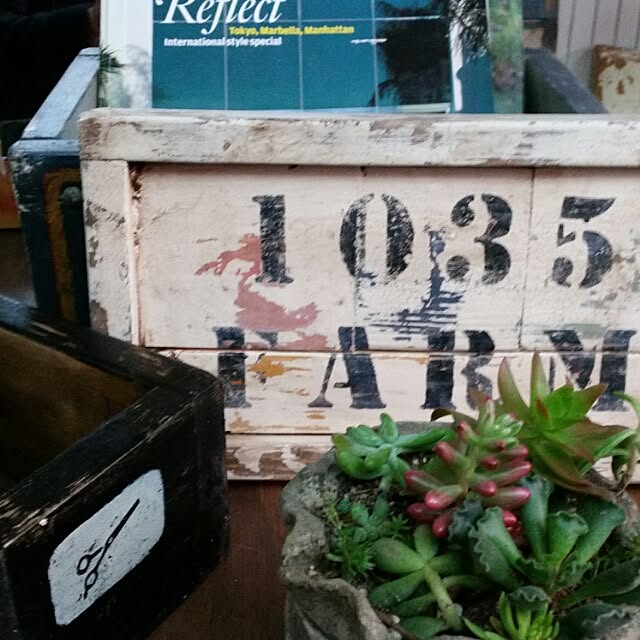 Reflect
Tokyo, Marbella, Manhattan
International style special
1035
FARM